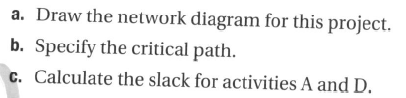 a. Draw the network diagram for this project.
b. Specify the critical path.
c. Calculate the slack for activities A and D.